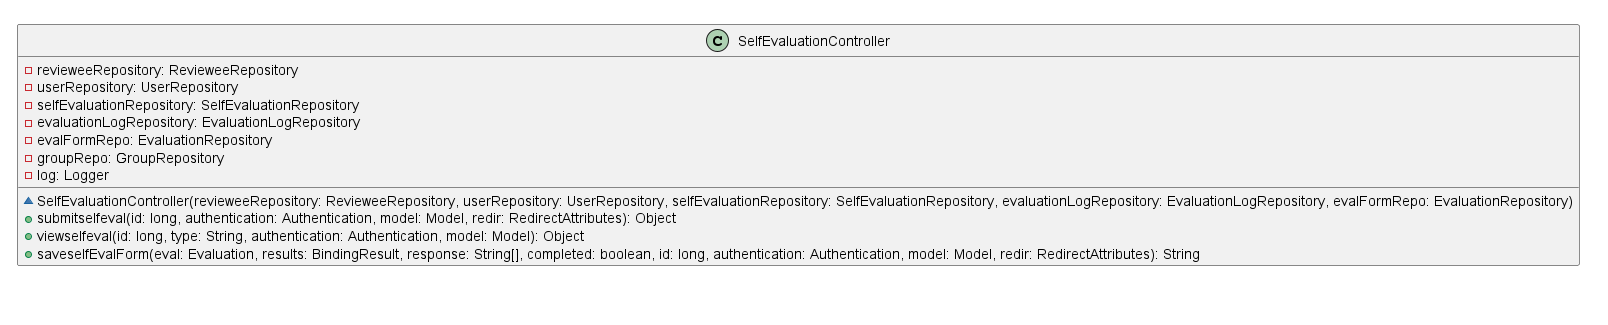 C SelfEvaluationController
revieweeRepository: RevieweeRepository
userRepository: UserRepository
selfEvaluationRepository: SelfEvaluationRepository
evaluationLogRepository: EvaluationLogRepository
evalFormRepo: EvaluationRepository
groupRepo: GroupRepository
log: Logger
SelfEvaluationController(revieweeRepository: RevieweeRepository, userRepository: UserRepository, selfEvaluationRepository: SelfEvaluationRepository, evaluationLogRepository: EvaluationLogRepository, evalFormRepo: EvaluationRepository)
submitselfeval(id: long, authentication: Authentication, model: Model, redir: RedirectAttributes): Object
viewselfeval(id: long, type: String, authentication: Authentication, model: Model): Object
saveselfEvalForm(eval: Evaluation, results: BindingResult, response: String[], completed: boolean, id: long, authentication: Authentication, model: Model, redir: RedirectAttributes): String